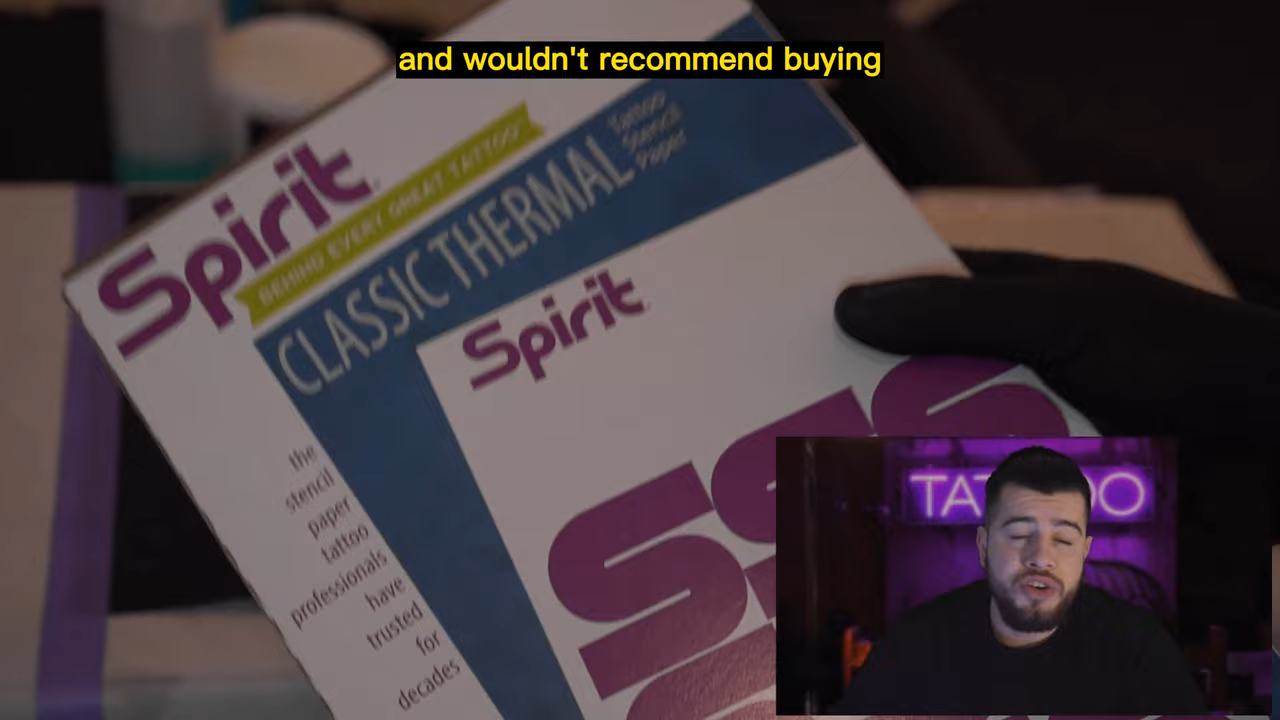 and wouldn't recommend buying
Spirit
BEHIND EVERY GREAT TATTOO
CLASSIC THERMAL
Tattoo
Stencil
Paper
Spirit
the
stencil
paper
tattoo
professionals
have
trusted
for
decades
TATTOO